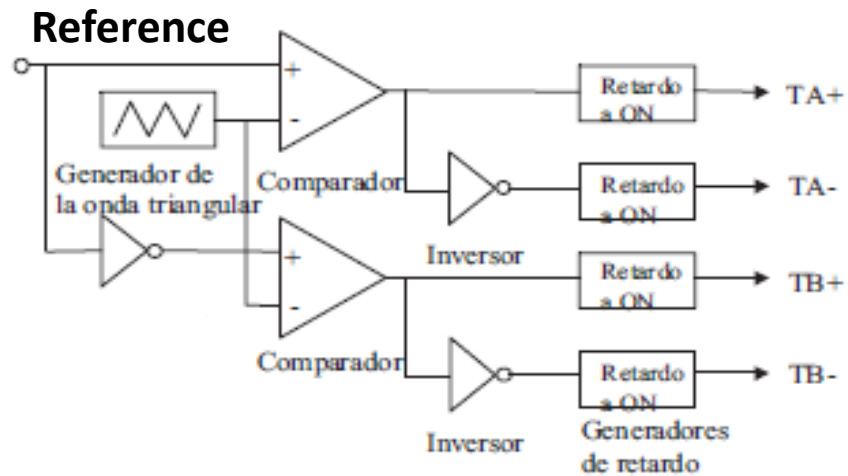 Reference
+
-
Generador de
la onda triangular
Comparador
Retardo
a ON
TA+
Retardo
a ON
TA-
Inversor
+
-
Comparador
Retardo
a ON
TB+
Retardo
a ON
TB-
Inversor
Generadores
de retardo